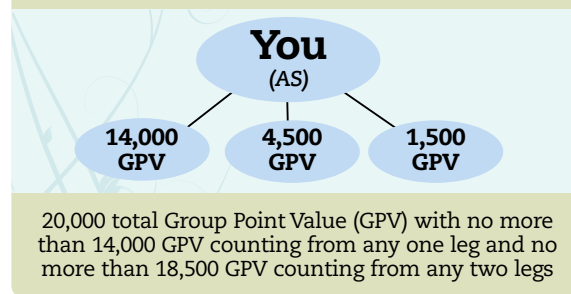 You
(AS)
14,000 4,500 1,500
GPV GPV GPV
20,000 total Group Point Value (GPV) with no more
than 14,000 GPV counting from any one leg and no
more than 18,500 GPV counting from any two legs